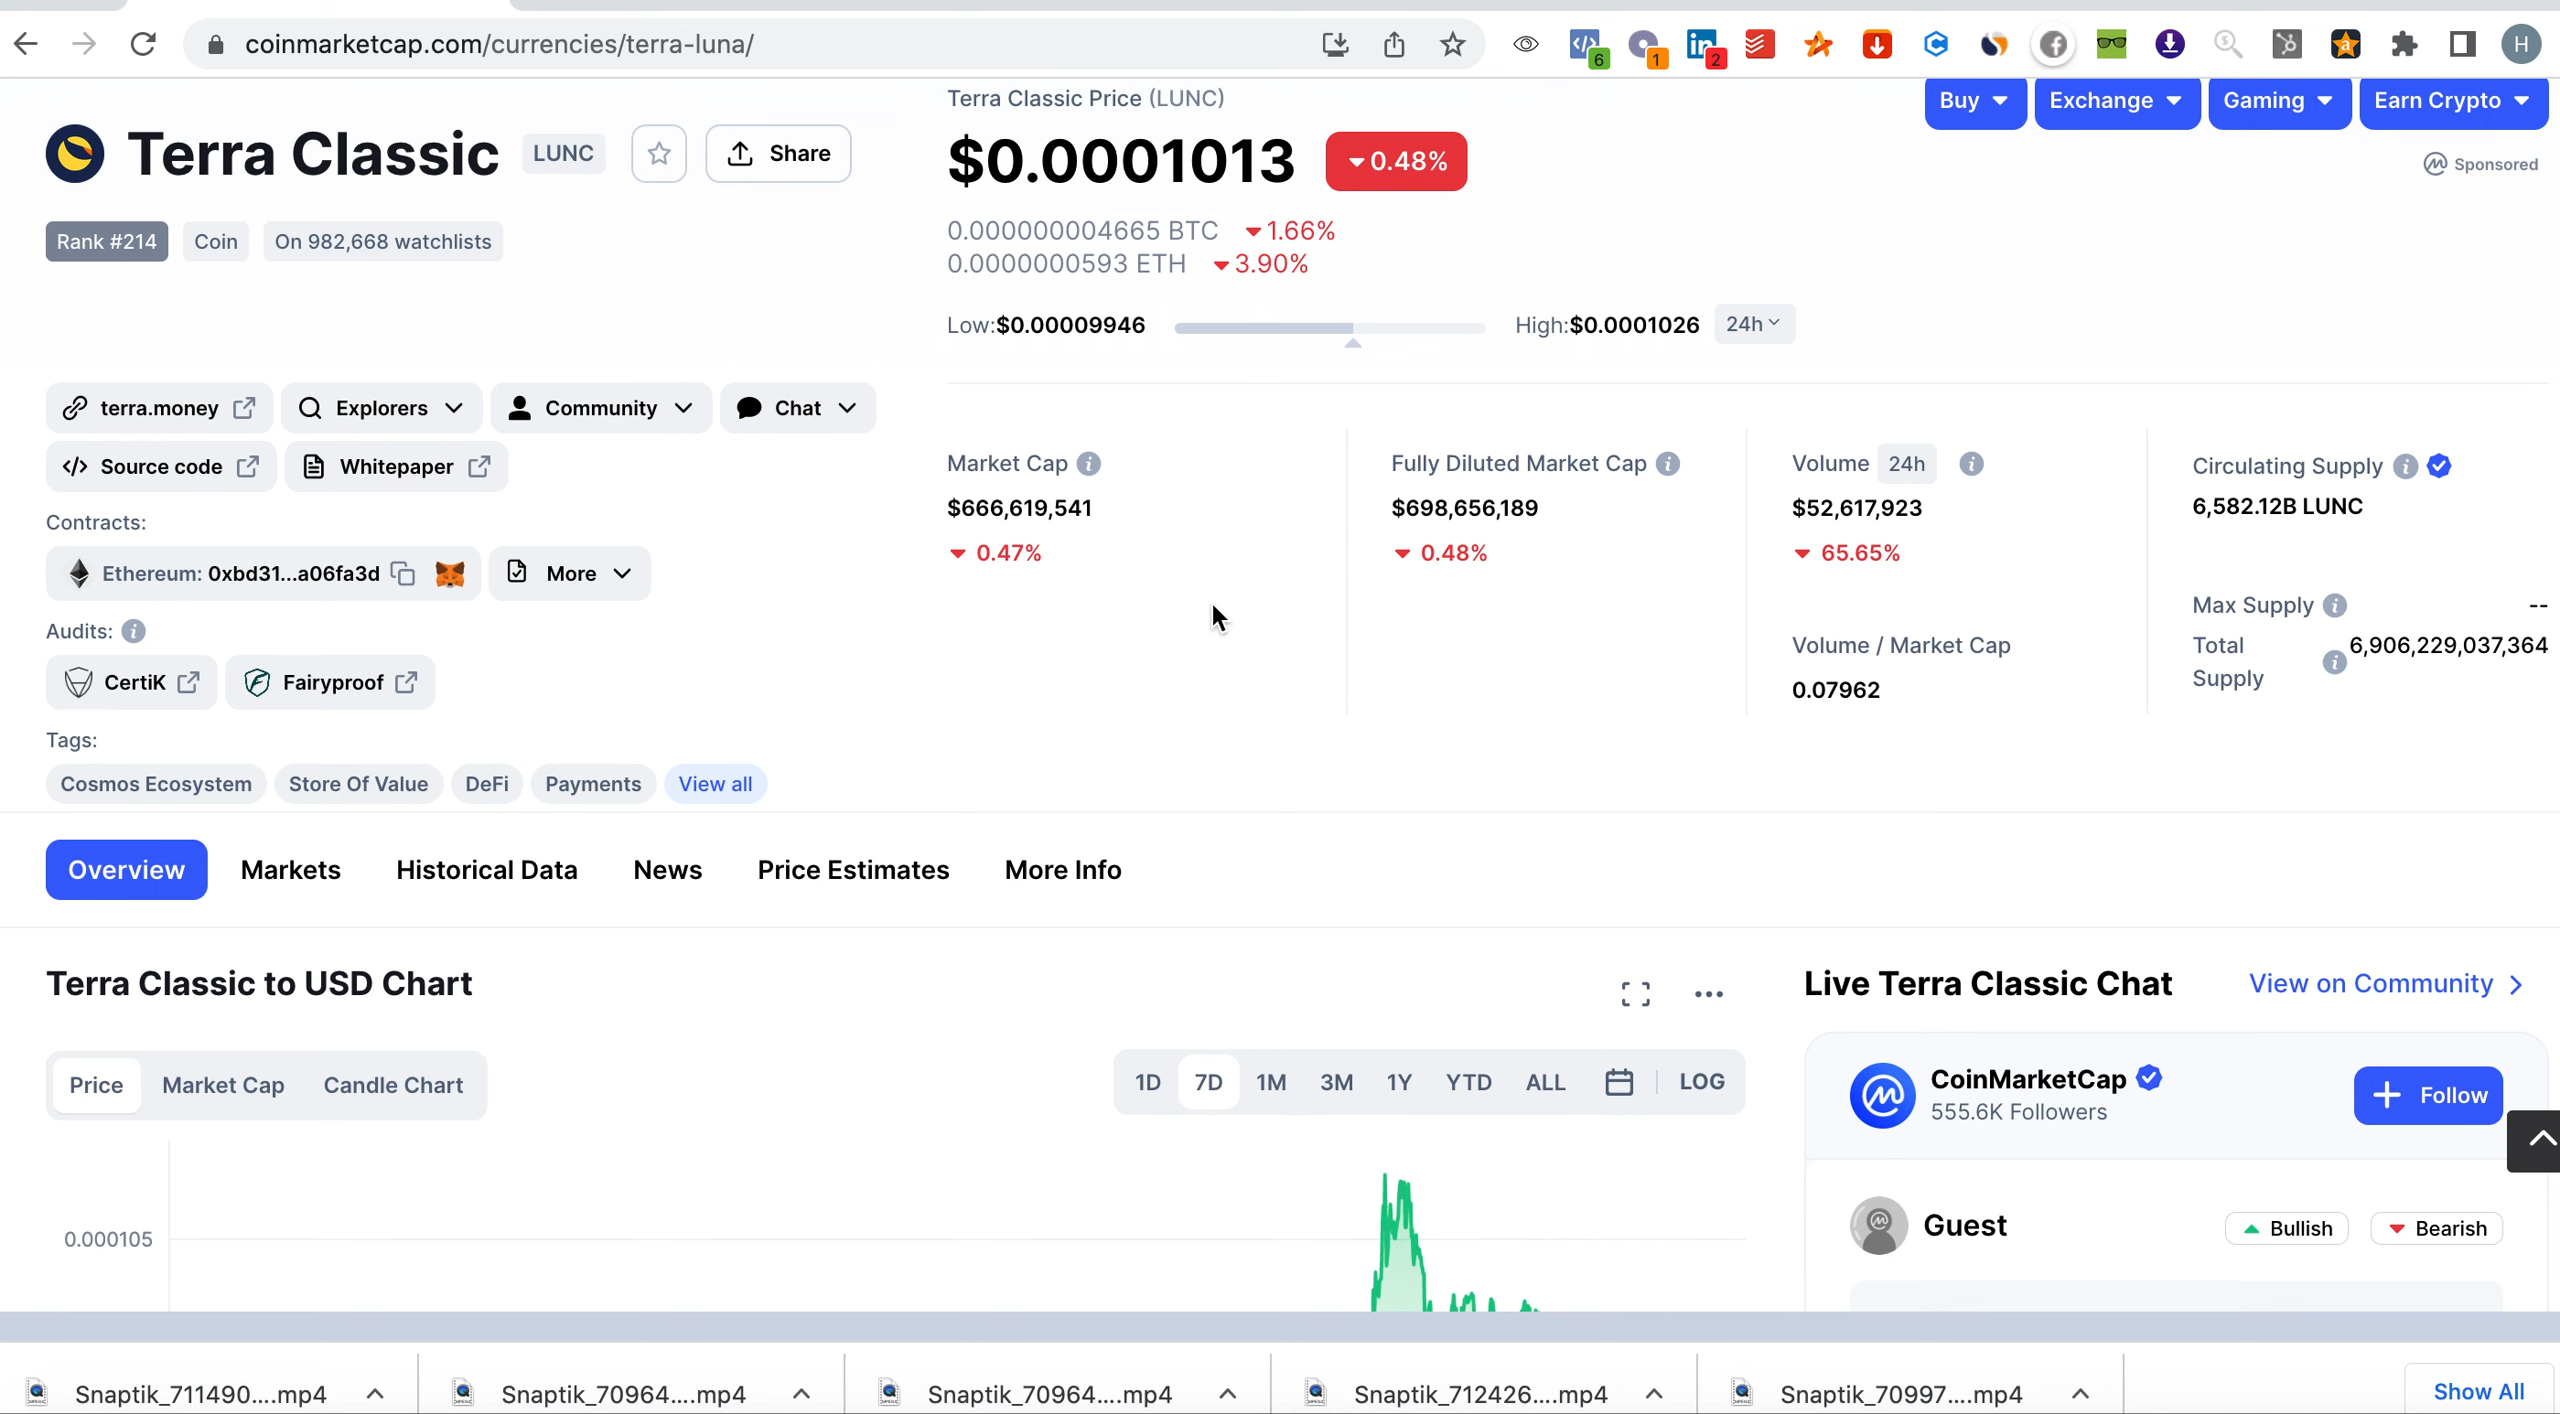 coinmarketcap.com/currencies/terra-luna/
6
1
in
2
a
H
Terra Classic
LUNC
Share
Rank #214
Coin
On 982,668 watchlists
Terra Classic Price (LUNC)
$0.0001013
0.48%
0.000000004665 BTC 1.66%
0.0000000593 ETH 3.90%
Low:$0.00009946
High:$0.0001026
24h
Buy
Exchange
Gaming
Earn Crypto
Sponsored
terra.money
Explorers
Community
Chat
Source code
Whitepaper
Contracts:
Ethereum: 0xbd31...a06fa3d
More
Audits:
CertiK
Fairyproof
Tags:
Cosmos Ecosystem
Store Of Value
DeFi
Payments
View all
Market Cap
$666,619,541
0.47%
Fully Diluted Market Cap
$698,656,189
0.48%
Volume 24h
$52,617,923
65.65%
Volume / Market Cap
0.07962
Circulating Supply
6,582.12B LUNC
Max Supply --
Total 6,906,229,037,364
Supply
Overview
Markets
Historical Data
News
Price Estimates
More Info
Terra Classic to USD Chart
Price
Market Cap
Candle Chart
1D
7D
1M
3M
1Y
YTD
ALL
LOG
0.000105
Live Terra Classic Chat
View on Community
CoinMarketCap
555.6K Followers
Follow
Guest
Bullish
Bearish
Snaptik_711490....mp4
Snaptik_70964....mp4
Snaptik_70964....mp4
Snaptik_712426....mp4
Snaptik_70997....mp4
Show All